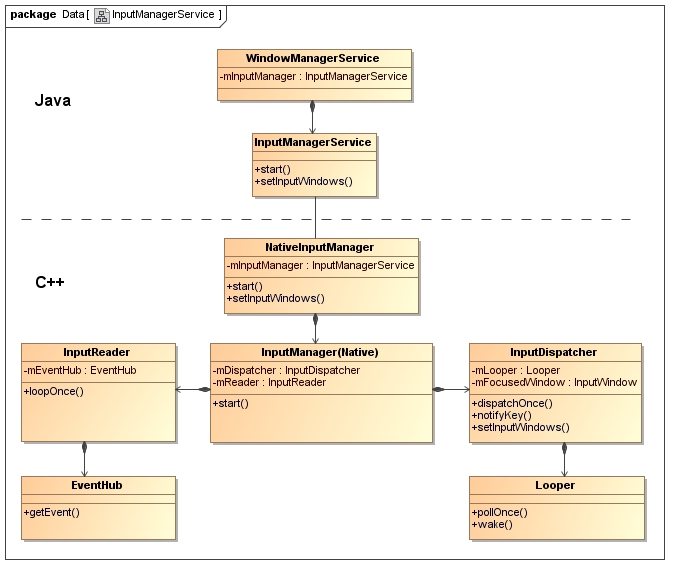 package Data[ InputManagerService ]
WindowManagerService
-mInputManager : InputManagerService
Java
InputManagerService
+start()
+setInputWindows()
NativeInputManager
-mInputManager : InputManagerService
C++
+start()
+setInputWindows()
InputReader
-mEventHub : EventHub
+loopOnce()
InputManager(Native)
-mDispatcher : InputDispatcher
-mReader : InputReader
+start()
InputDispatcher
-mLooper : Looper
-mFocusedWindow : InputWindow
+dispatchOnce()
+notifyKey()
+setInputWindows()
EventHub
+getEvent()
Looper
+pollOnce()
+wake()